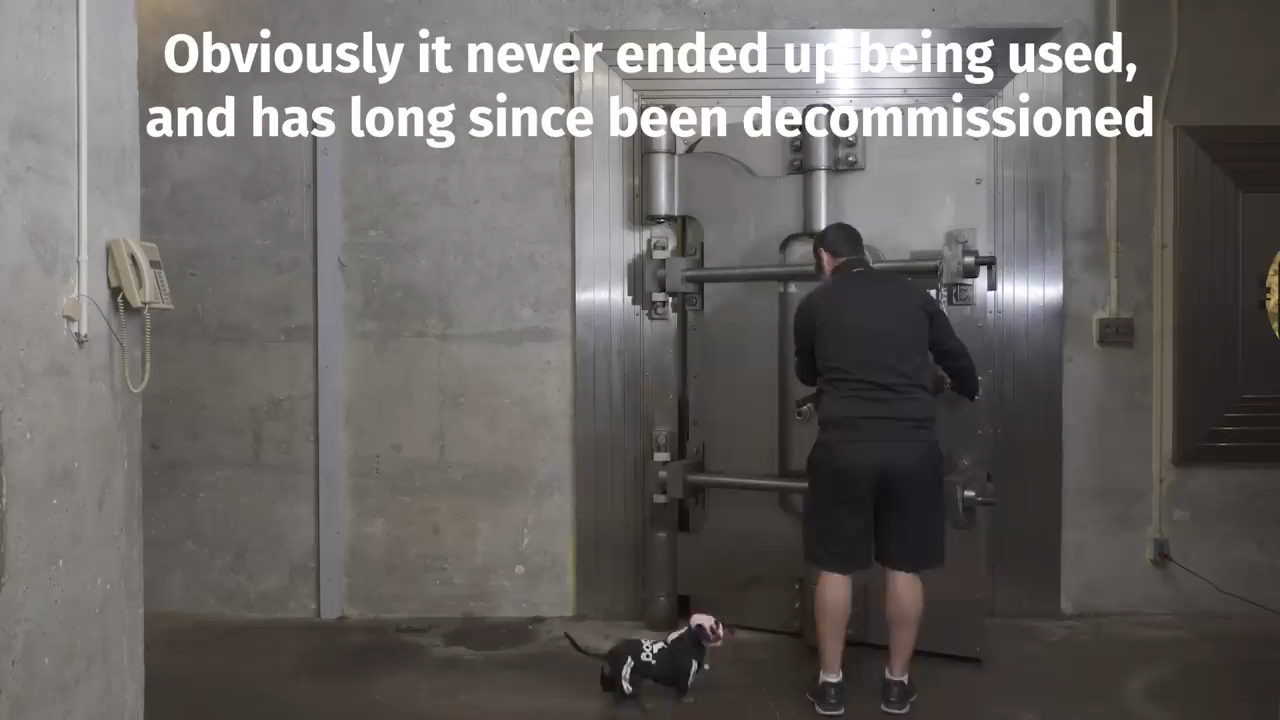 Obviously it never ended up being used,
and has long since been decommissioned